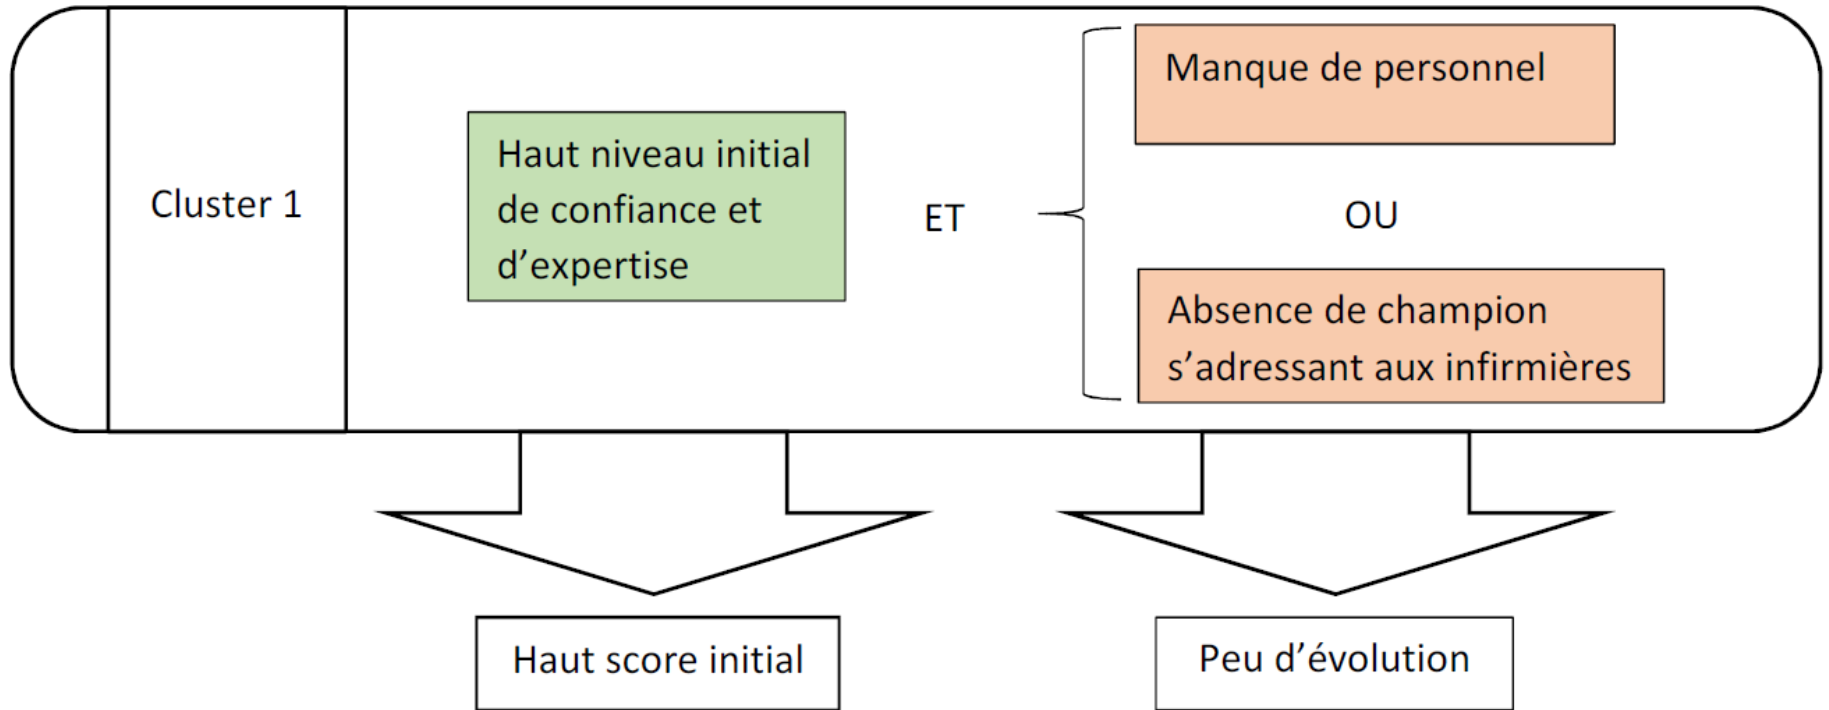 Cluster 1
Haut niveau initial
de confiance et
d’expertise
ET
Manque de personnel
OU
Absence de champion
s’adressant aux infirmières
Haut score initial
Peu d’évolution